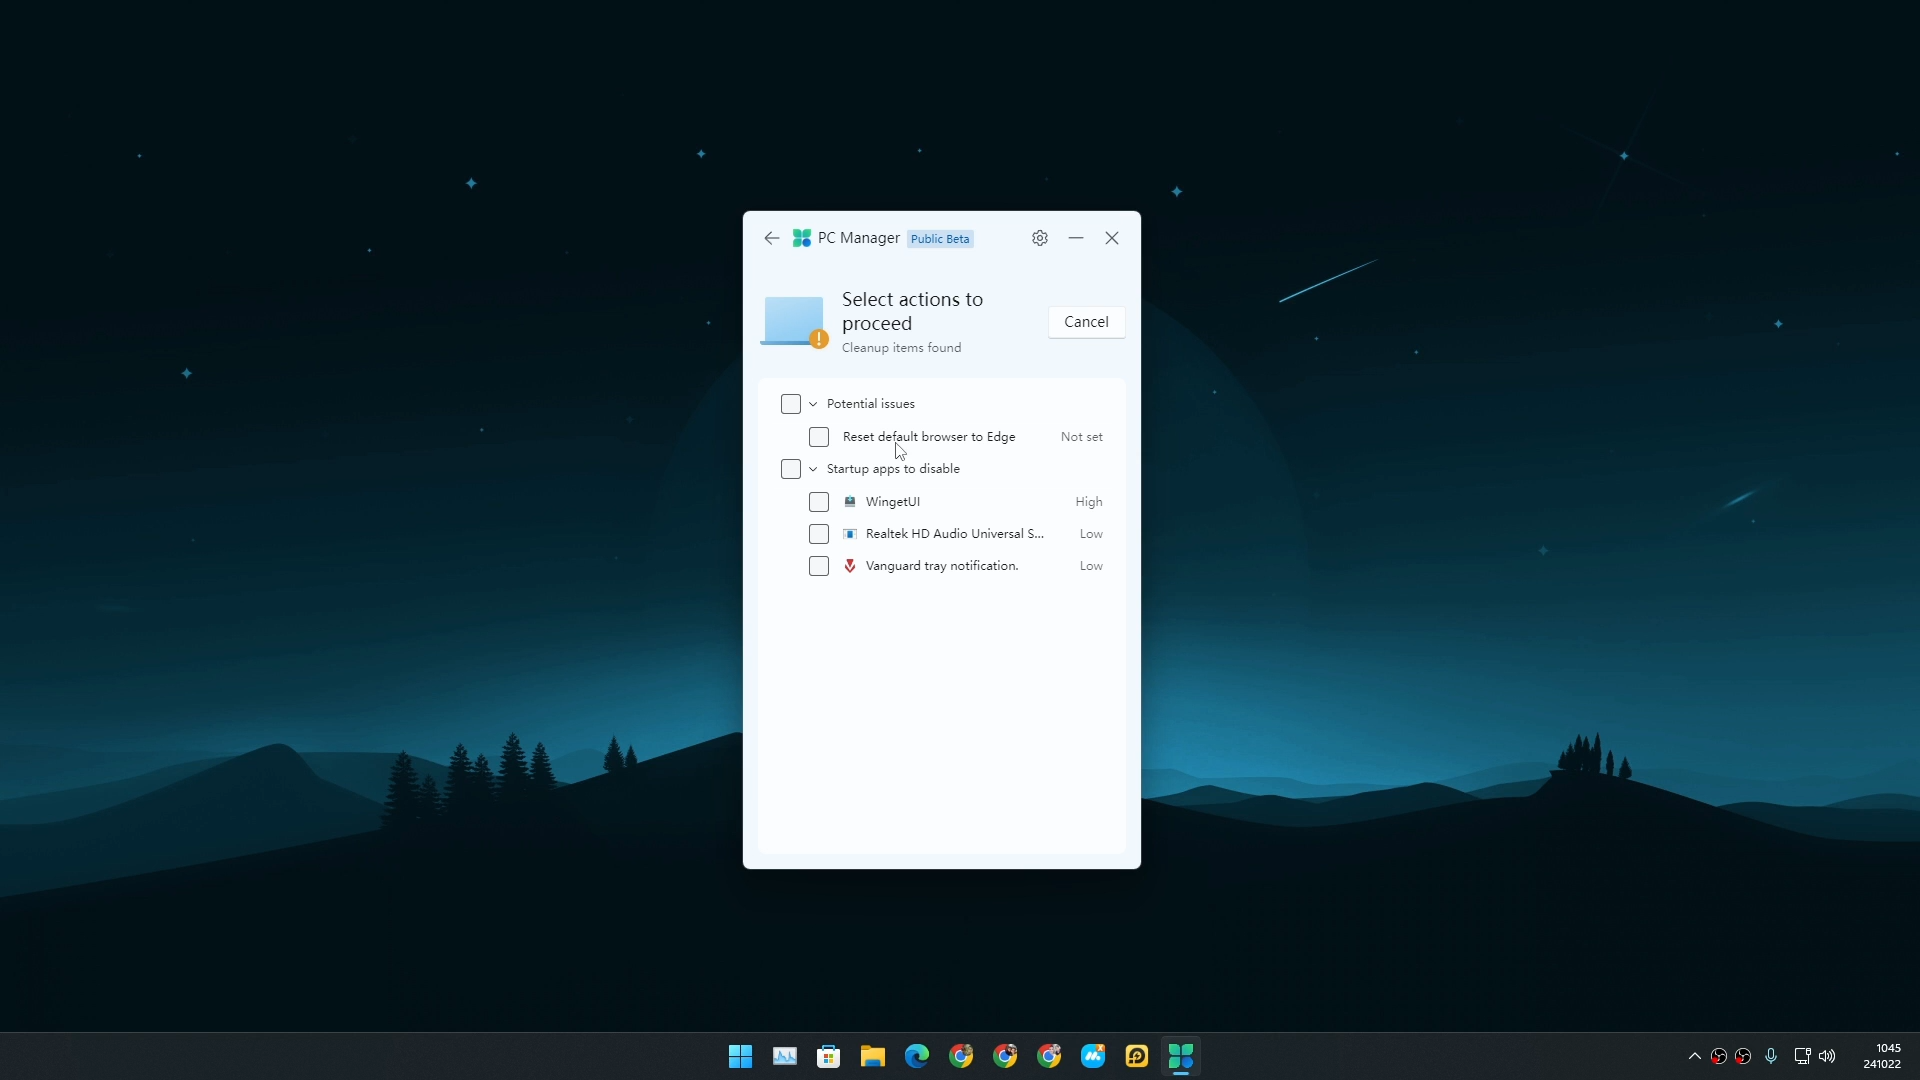 PC Manager Public Beta
Select actions to
proceed
Cleanup items found
Cancel
Potential issues
Reset default browser to Edge Not set
Startup apps to disable
WingetUI High
Realtek HD Audio Universal S... Low
Vanguard tray notification. Low
1045
241022